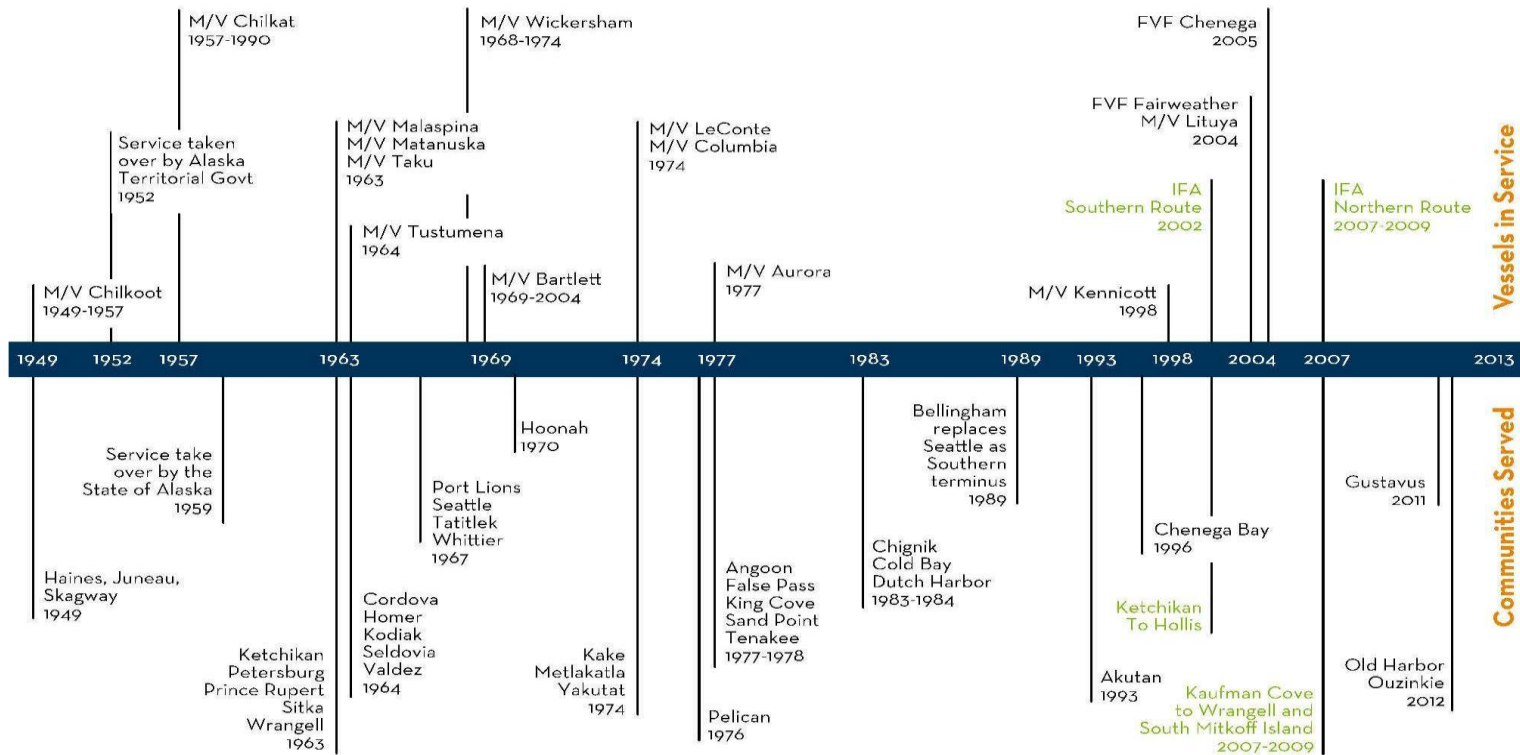 M/V Chilkat
1957-1990
M/V Wickersham
1968-1974
FVF Chenega
2005
Service taken
over by Alaska
Territorial Govt
1952
M/V Malaspina
M/V Matanuska
M/V Taku
1963
M/V LeConte
M/V Columbia
1974
FVF Fairweather
M/V Lituya
2004
IFA
Southern Route
2002
IFA
Northern Route
2007-2009
M/V Tustumena
1964
M/V Chilkoot
1949-1957
M/V Bartlett
1969-2004
M/V Aurora
1977
M/V Kennicott
1998
Vessels in Service
1949 1952 1957 1963 1969 1974 1977 1983 1989 1993 1998 2004 2007 2013
Communities Served
Haines, Juneau,
Skagway
1949
Service take
over by the
State of Alaska
1959
Ketchikan
Petersburg
Prince Rupert
Sitka
Wrangell
1963
Cordova
Homer
Kodiak
Seldovia
Valdez
1964
Port Lions
Seattle
Tatitlek
Whittier
1967
Hoonah
1970
Kake
Metlakatla
Yakutat
1974
Pelican
1976
Angoon
False Pass
King Cove
Sand Point
Tenakee
1977-1978
Chignik
Cold Bay
Dutch Harbor
1983-1984
Bellingham
replaces
Seattle as
Southern
terminus
1989
Akutan
1993
Chenega Bay
1996
Ketchikan
To Hollis
Kaufman Cove
to Wrangell and
South Mitkoff Island
2007-2009
Gustavus
2011
Old Harbor
Ouzinkie
2012